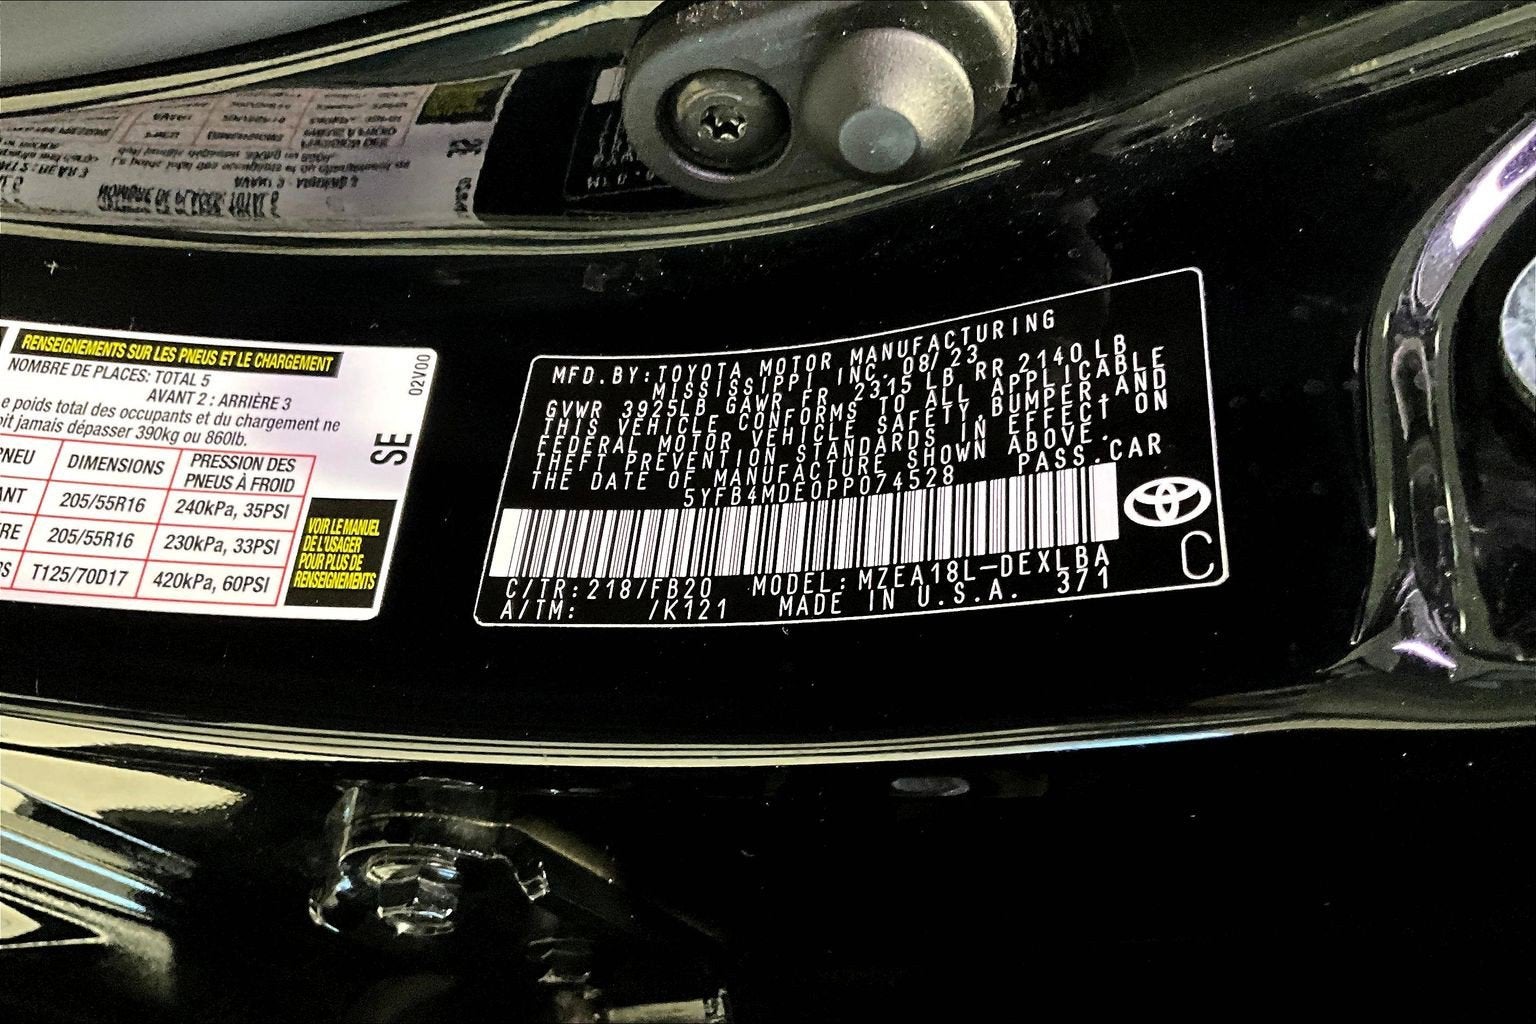 RENSEIGNEMENTS SUR LES PNEUS ET LE CHARGEMENT
NOMBRE DE PLACES: TOTAL 5
AVANT 2 : ARRIÈRE 3
e poids total des occupants et du chargement ne
oit jamais dépasser 390kg ou 860lb.
PNEU DIMENSIONS PRESSION DES PNEUS À FROID
ANT 205/55R16 240kPa, 35PSI
RE 205/55R16 230kPa, 33PSI
S T125/70D17 420kPa, 60PSI
VOIR LE MANUEL
DE L'USAGER
POUR PLUS DE
RENSEIGNEMENTS
02V00
SE
MFD.BY:TOYOTA MOTOR MANUFACTURING
MISSISSIPPI INC. 08/23
GVWR 3925LB GAWR FR 2315 LB RR 2140 LB
THIS VEHICLE CONFORMS TO ALL APPLICABLE
FEDERAL MOTOR VEHICLE SAFETY,BUMPER,AND
THEFT PREVENTION STANDARDS IN EFFECT ON
THE DATE OF MANUFACTURE SHOWN ABOVE.
5YFB4MDE0PP074528 PASS.CAR
C/TR:218/FB20 MODEL:MZEA18L-DEXLBA
A/TM: /K121 MADE IN U.S.A. 371
C